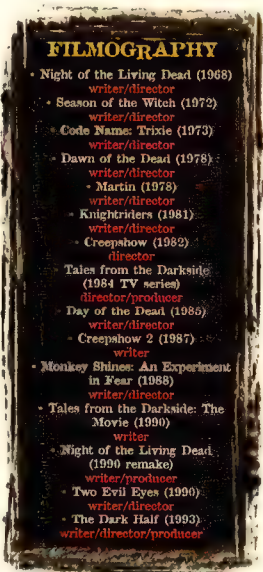 FILMOGRAPHY
• Night of the Living Dead (1968)
writer/director
• Season of the Witch (1972)
writer/director
• Code Name: Trixie (1973)
writer/director
• Dawn of the Dead (1978)
writer/director
• Martin (1978)
writer/director
• Knightriders (1981)
writer/director
• Creepshow (1982)
director
• Tales from the Darkside
(1984 TV series)
director/producer
• Day of the Dead (1985)
writer/director
• Creepshow 2 (1987)
writer
• Monkey Shines: An Experiment
in Fear (1988)
writer/director
• Tales from the Darkside: The
Movie (1990)
writer
• Night of the Living Dead
(1990 remake)
writer/producer
• Two Evil Eyes (1990)
writer/director
• The Dark Half (1993)
writer/director/producer